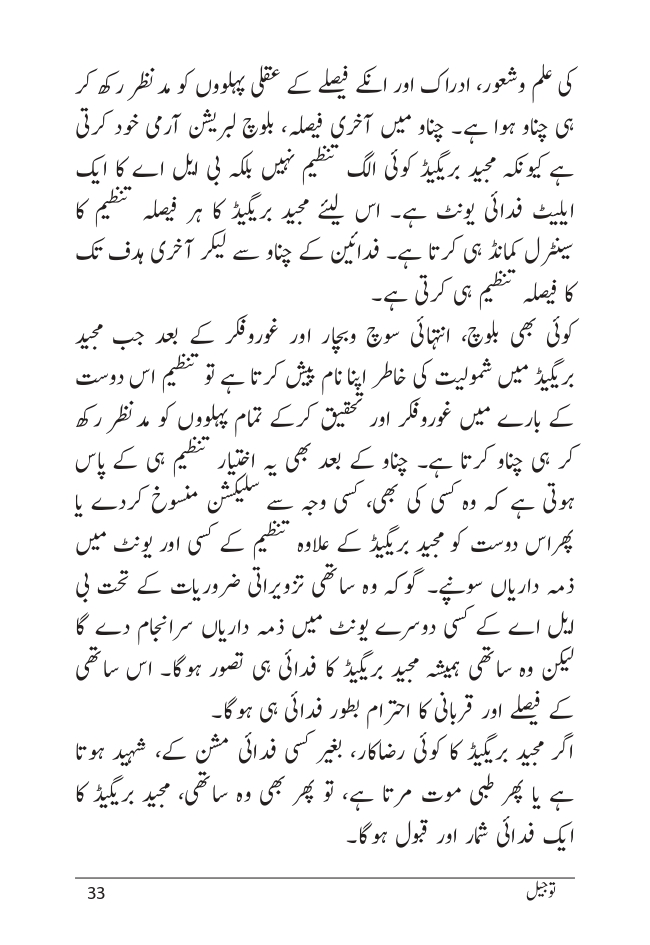 کی علم وشعور، ادراک اور انکے فیصلے کے عقلی پہلووں کو مد نظر رکھ کر
ہی چناو ہوا ہے۔ چناو میں آخری فیصلہ، بلوچ لبریشن آرمی خود کرتی
ہے کیونکہ مجید بریگیڈ کوئی الگ تنظیم نہیں بلکہ بی ایل اے کا ایک
ایلیٹ فدائی یونٹ ہے۔ اس لیئے مجید بریگیڈ کا ہر فیصلہ تنظیم کا
سینٹرل کمانڈ ہی کرتا ہے۔ فدائین کے چناو سے لیکر آخری ہدف تک
کا فیصلہ تنظیم ہی کرتی ہے۔
کوئی بھی بلوچ، انتہائی سوچ وبچار اور غوروفکر کے بعد جب مجید
بریگیڈ میں شمولیت کی خاطر اپنا نام پیش کرتا ہے تو تنظیم اس دوست
کے بارے میں غوروفکر اور تحقیق کرکے تمام پہلووں کو مد نظر رکھ
کر ہی چناو کرتا ہے۔ چناو کے بعد بھی یہ اختیار تنظیم ہی کے پاس
ہوتی ہے کہ وہ کسی کی بھی، کسی وجہ سے سلیکشن منسوخ کردے یا
پھراس دوست کو مجید بریگیڈ کے علاوہ تنظیم کے کسی اور یونٹ میں
ذمہ داریاں سونپے۔ گوکہ وہ ساتھی تزویراتی ضروریات کے تحت بی
ایل اے کے کسی دوسرے یونٹ میں ذمہ داریاں سرانجام دے گا
لیکن وہ ساتھی ہمیشہ مجید بریگیڈ کا فدائی ہی تصور ہوگا۔ اس ساتھی
کے فیصلے اور قربانی کا احترام بطور فدائی ہی ہوگا۔
اگر مجید بریگیڈ کا کوئی رضاکار، بغیر کسی فدائی مشن کے، شہید ہوتا
ہے یا پھر طبی موت مرتا ہے، تو پھر بھی وہ ساتھی، مجید بریگیڈ کا
ایک فدائی شمار اور قبول ہوگا۔
توجیل 33